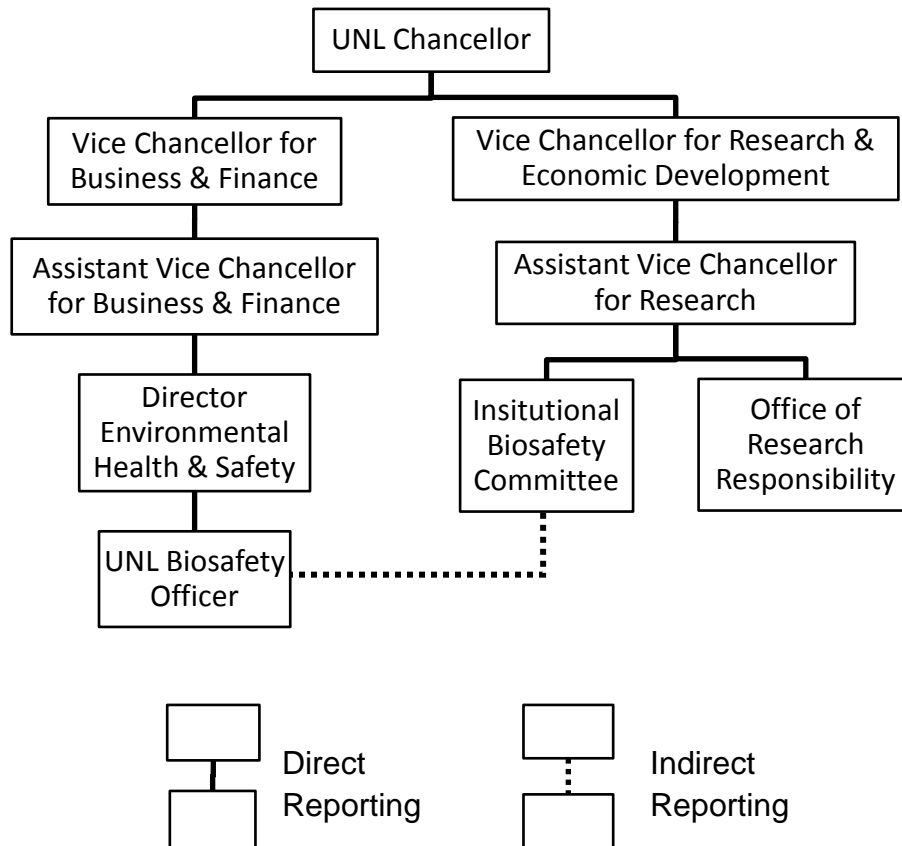 UNL Chancellor
Vice Chancellor for
Business & Finance
Vice Chancellor for Research &
Economic Development
Assistant Vice Chancellor
for Business & Finance
Assistant Vice Chancellor
for Research
Director
Environmental
Health & Safety
Insitutional
Biosafety
Committee
Office of
Research
Responsibility
UNL Biosafety
Officer
Direct
Reporting
Indirect
Reporting